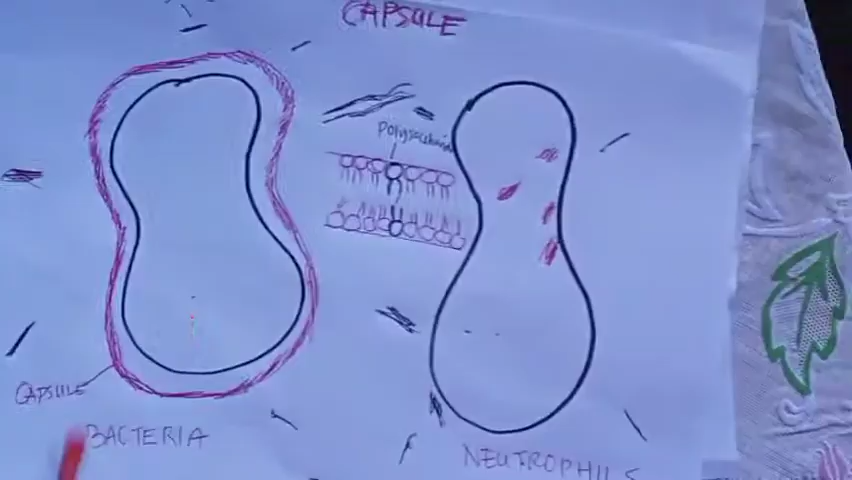 CAPSULE
Polysaccharide
CAPSULE
BACTERIA
NEUTROPHILS